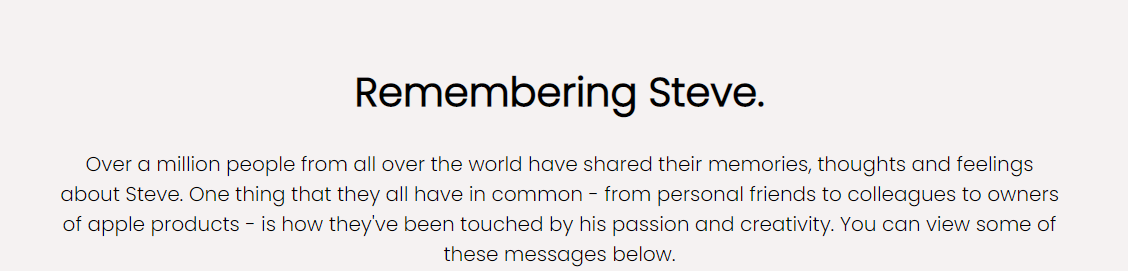 Remembering Steve.
Over a million people from all over the world have shared their memories, thoughts and feelings
about Steve. One thing that they all have in common - from personal friends to colleagues to owners
of apple products - is how they've been touched by his passion and creativity. You can view some of
these messages below.